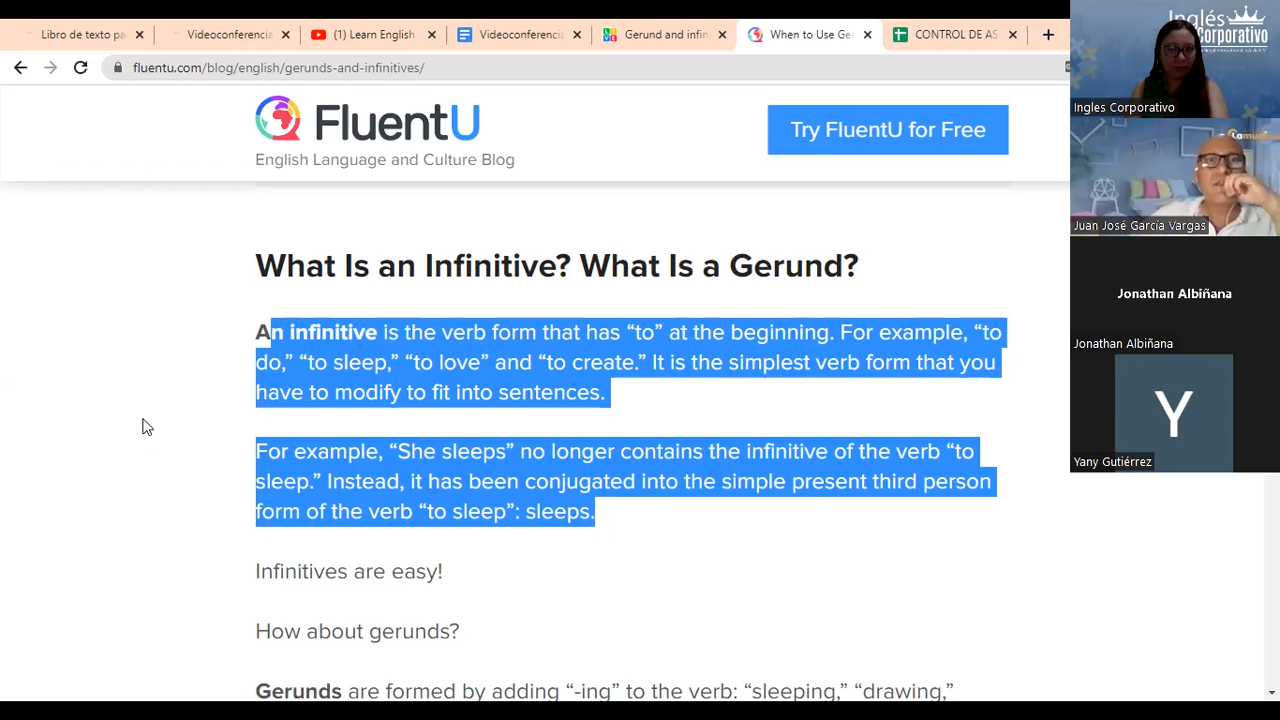 Libro de texto pa
Videoconferencia
(1) Learn English
Videoconferencia
Gerund and infin
When to Use Ger
CONTROL DE AS
fluentu.com/blog/english/gerunds-and-infinitives/
FluentU
English Language and Culture Blog
Try FluentU for Free
What Is an Infinitive? What Is a Gerund?
An infinitive is the verb form that has “to” at the beginning. For example, “to
do,” “to sleep,” “to love” and “to create.” It is the simplest verb form that you
have to modify to fit into sentences.
For example, “She sleeps” no longer contains the infinitive of the verb “to
sleep.” Instead, it has been conjugated into the simple present third person
form of the verb “to sleep”: sleeps.
Infinitives are easy!
How about gerunds?
Gerunds are formed by adding “-ing” to the verb: “sleeping,” “drawing,”
Inglés
Corporativo
Ingles Corporativo
Juan José García Vargas
Jonathan Albiñana
Jonathan Albiñana
Y
Yany Gutiérrez